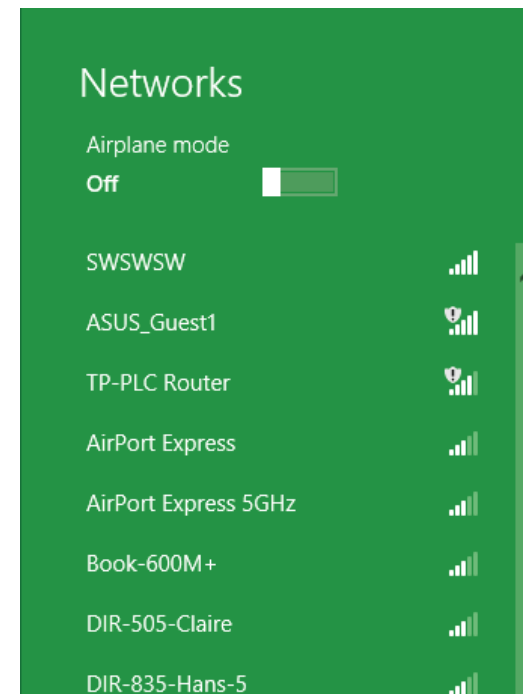 Networks
Airplane mode
Off
SWSWSW
ASUS_Guest1
TP-PLC Router
AirPort Express
AirPort Express 5GHz
Book-600M+
DIR-505-Claire
DIR-835-Hans-5